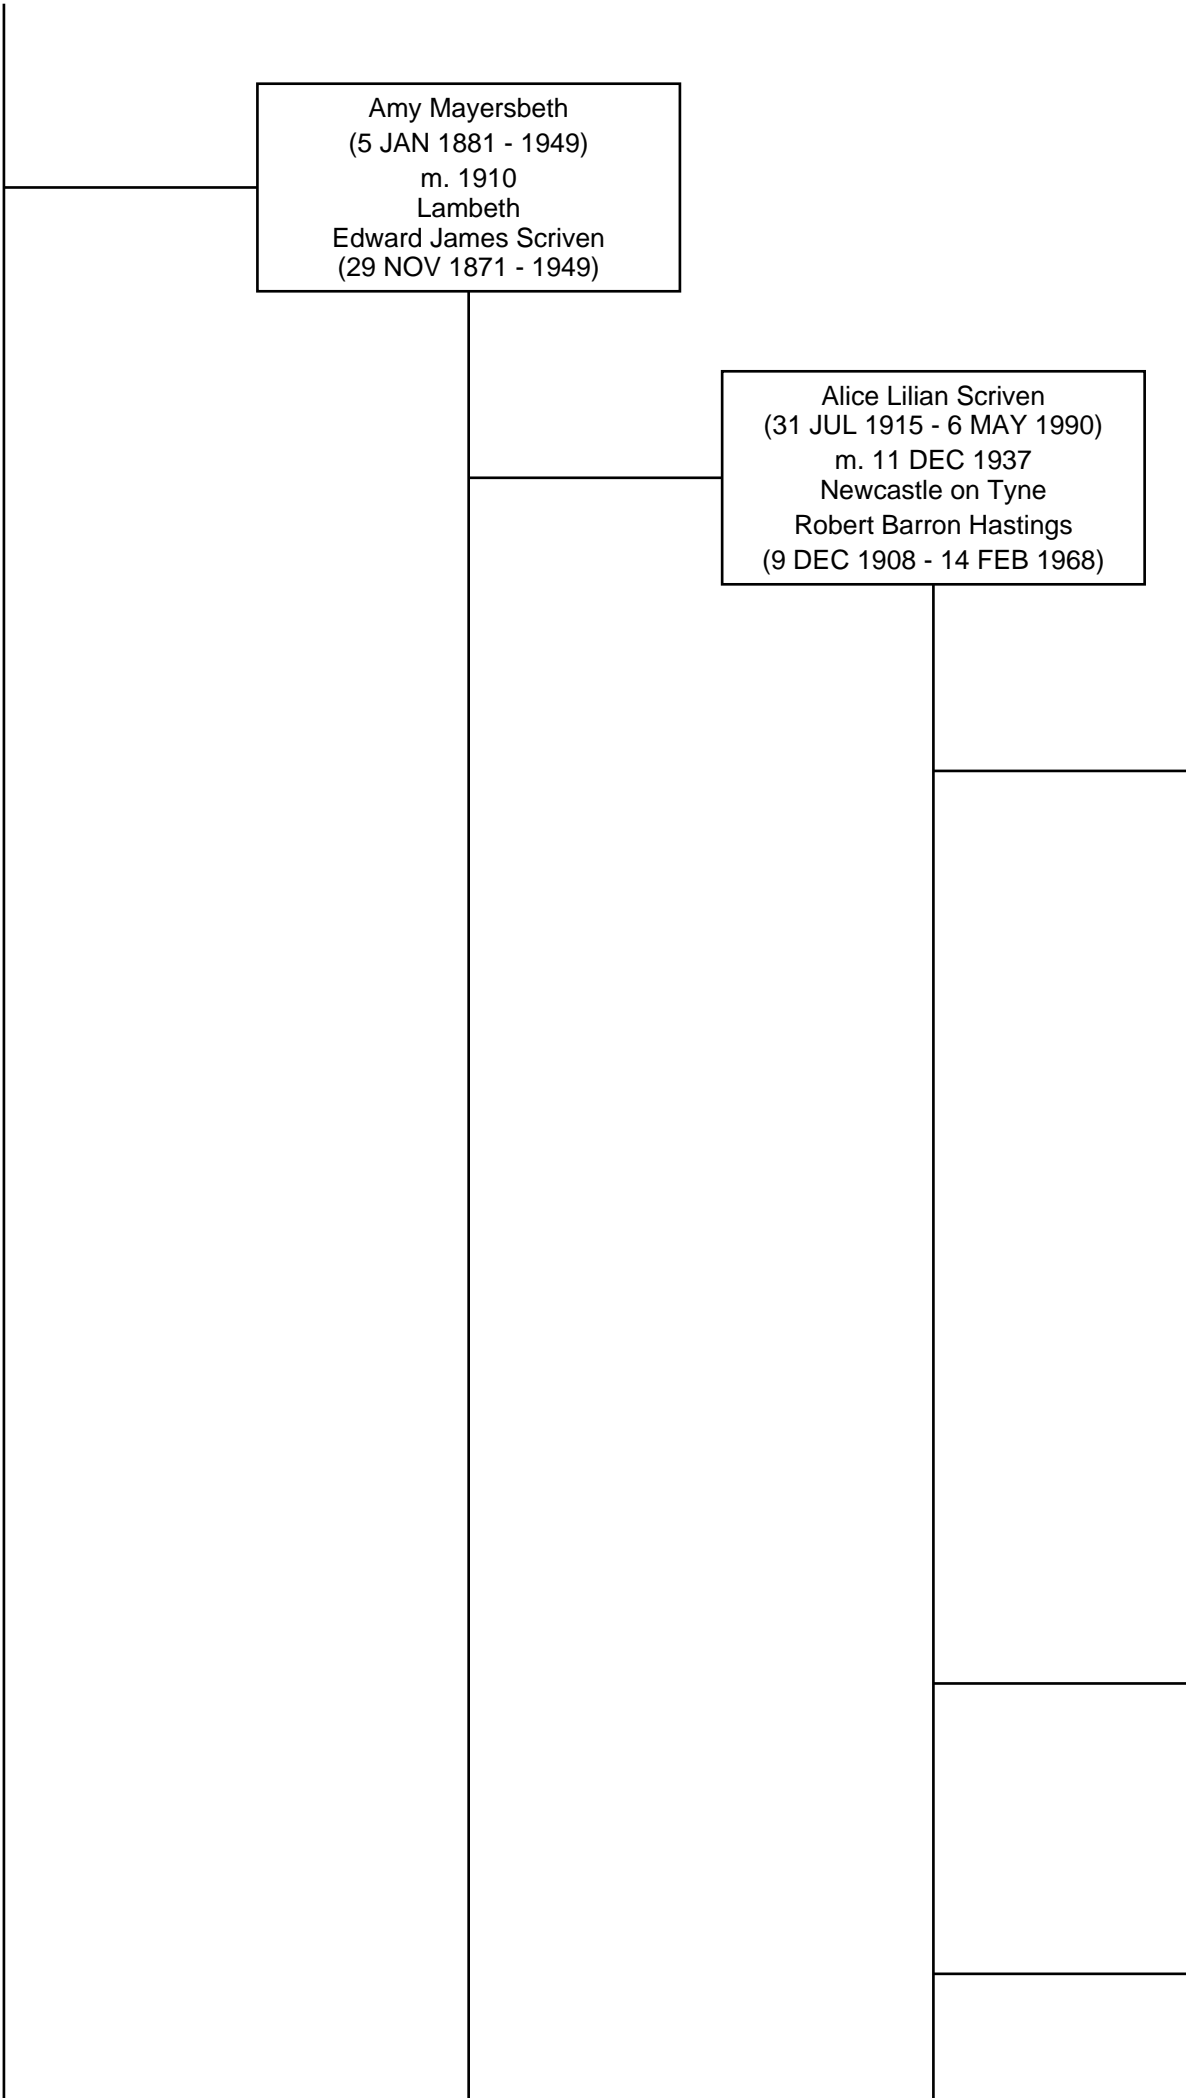 Amy Mayersbeth
(5 JAN 1881 - 1949)
m. 1910
Lambeth
Edward James Scriven
(29 NOV 1871 - 1949)
Alice Lilian Scriven
(31 JUL 1915 - 6 MAY 1990)
m. 11 DEC 1937
Newcastle on Tyne
Robert Barron Hastings
(9 DEC 1908 - 14 FEB 1968)